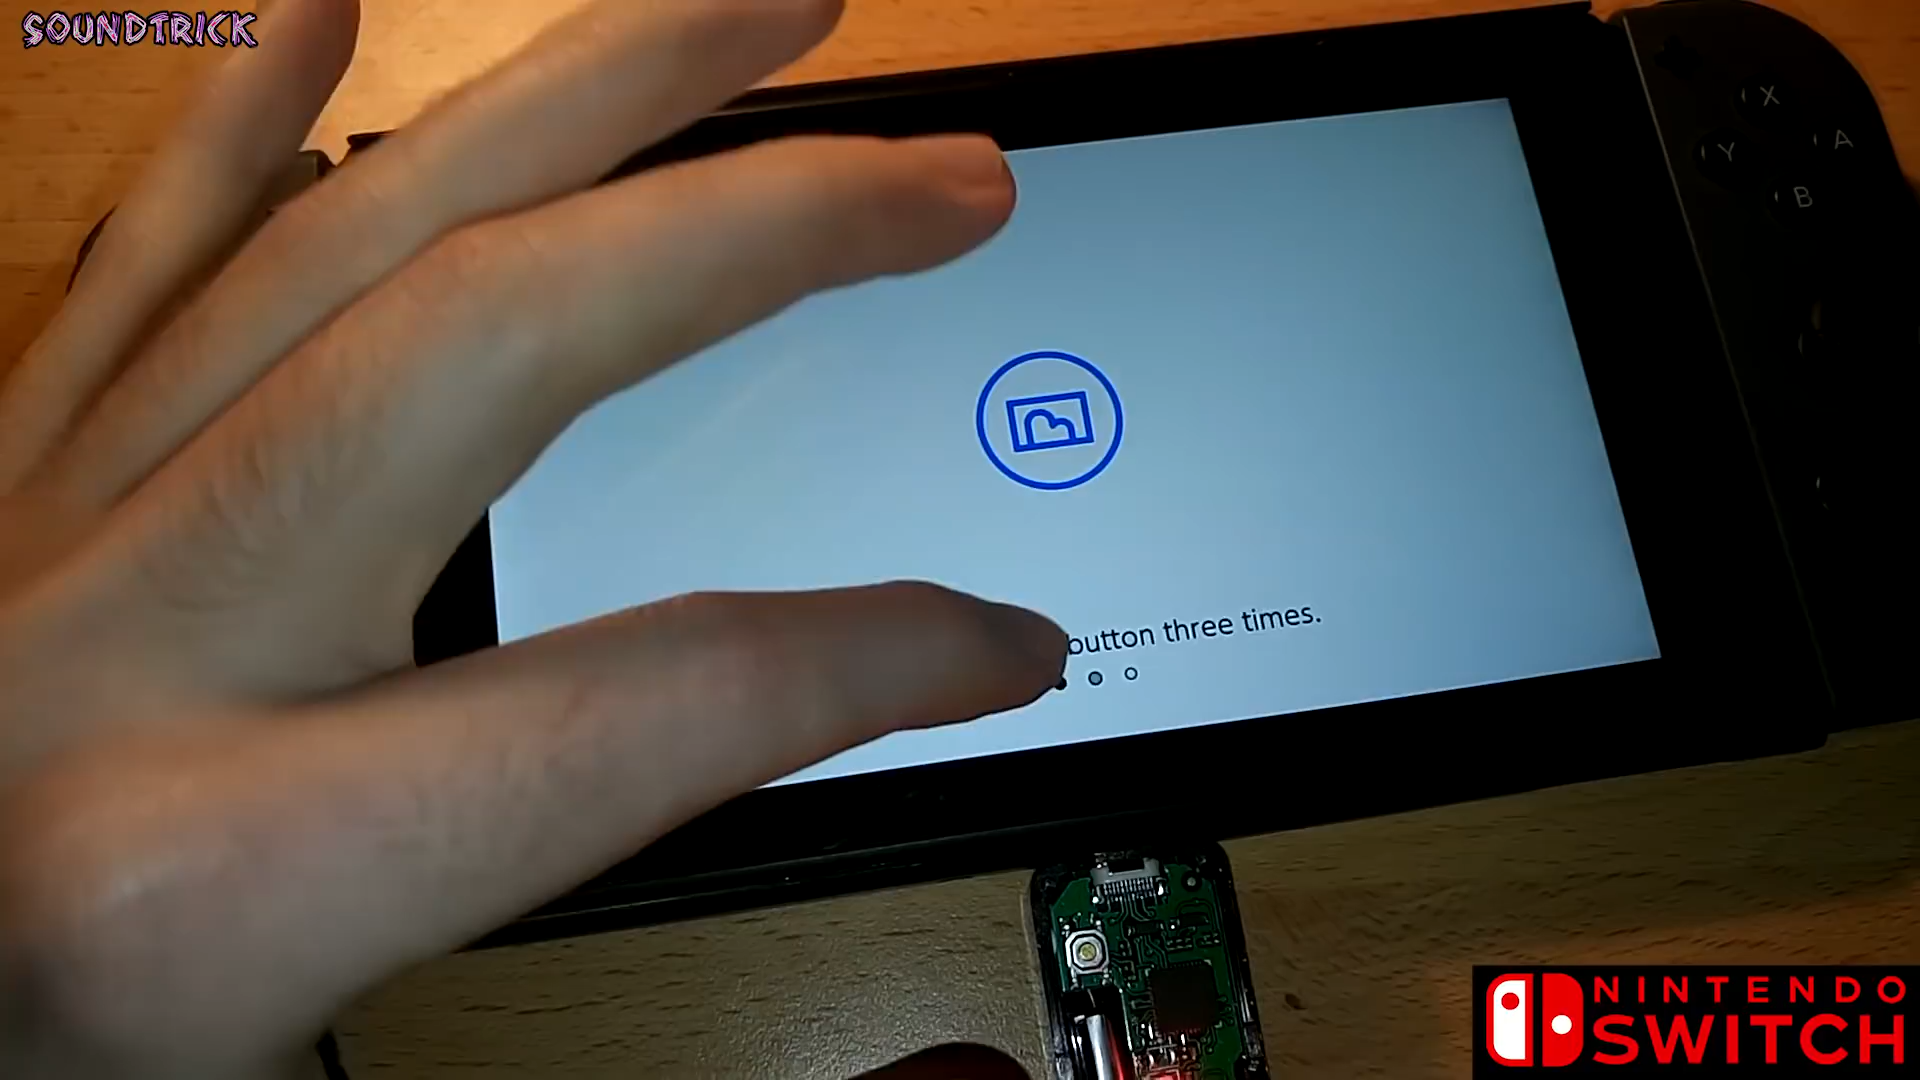 SOUNDTRICK
X
Y
A
B
button three times.
NINTENDO
SWITCH